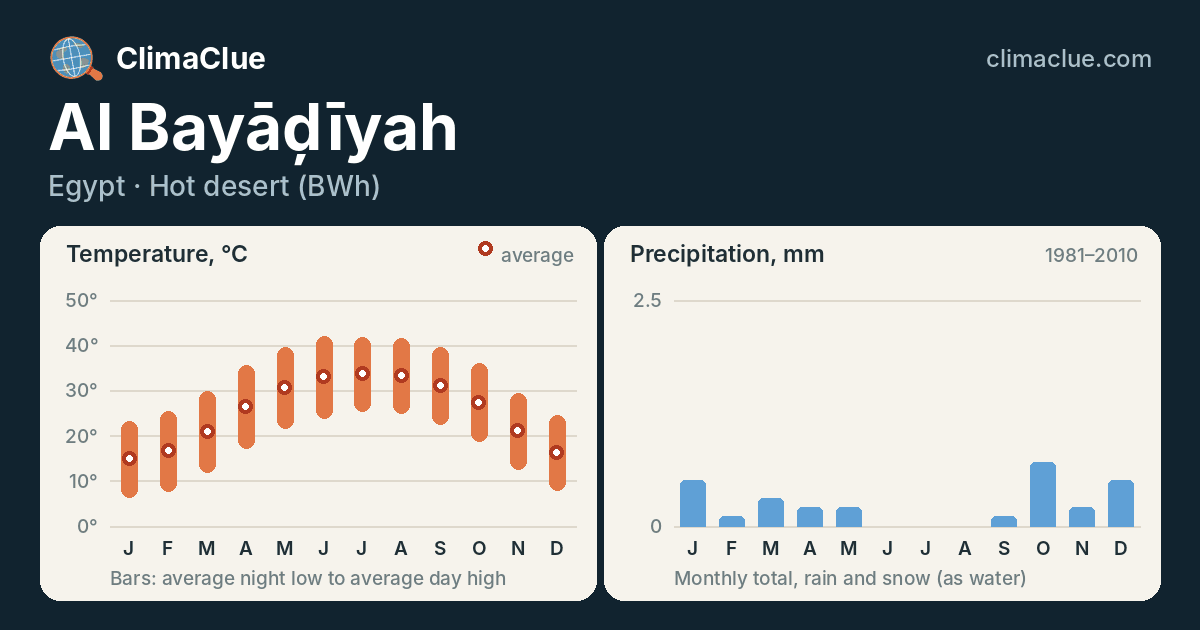 ClimaClue
climaclue.com
Al Bayāḍīyah
Egypt · Hot desert (BWh)
Temperature, °C
average
50°
40°
30°
20°
10°
0°
J F M A M J J A S O N D
Bars: average night low to average day high
Precipitation, mm
1981–2010
2.5
0
J F M A M J J A S O N D
Monthly total, rain and snow (as water)